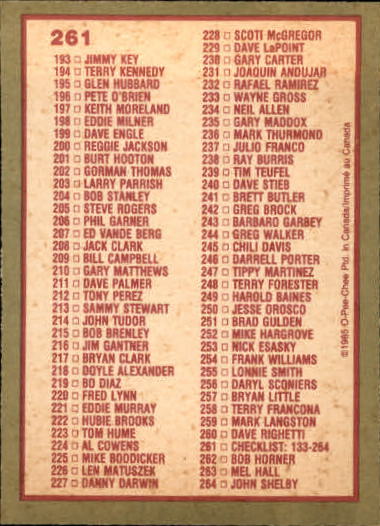 261
193 □ JIMMY KEY
194 □ TERRY KENNEDY
195 □ GLEN HUBBARD
196 □ PETE O'BRIEN
197 □ KEITH MORELAND
198 □ EDDIE MILNER
199 □ DAVE ENGLE
200 □ REGGIE JACKSON
201 □ BURT HOOTON
202 □ GORMAN THOMAS
203 □ LARRY PARRISH
204 □ BOB STANLEY
205 □ STEVE ROGERS
206 □ PHIL GARNER
207 □ ED VANDE BERG
208 □ JACK CLARK
209 □ BILL CAMPBELL
210 □ GARY MATTHEWS
211 □ DAVE PALMER
212 □ TONY PEREZ
213 □ SAMMY STEWART
214 □ JOHN TUDOR
215 □ BOB BRENLEY
216 □ JIM GANTNER
217 □ BRYAN CLARK
218 □ DOYLE ALEXANDER
219 □ BO DIAZ
220 □ FRED LYNN
221 □ EDDIE MURRAY
222 □ HUBIE BROOKS
223 □ TOM HUME
224 □ AL COWENS
225 □ MIKE BOODICKER
226 □ LEN MATUSZEK
227 □ DANNY DARWIN
228 □ SCOTI McGREGOR
229 □ DAVE LaPOINT
230 □ GARY CARTER
231 □ JOAQUIN ANDUJAR
232 □ RAFAEL RAMIREZ
233 □ WAYNE GROSS
234 □ NEIL ALLEN
235 □ GARY MADDOX
236 □ MARK THURMOND
237 □ JULIO FRANCO
238 □ RAY BURRIS
239 □ TIM TEUFEL
240 □ DAVE STIEB
241 □ BRETT BUTLER
242 □ GREG BROCK
243 □ BARBARO GARBEY
244 □ GREG WALKER
245 □ CHILI DAVIS
246 □ DARRELL PORTER
247 □ TIPPY MARTINEZ
248 □ TERRY FORESTER
249 □ HAROLD BAINES
250 □ JESSE OROSCO
251 □ BRAD GULDEN
252 □ MIKE HARGROVE
253 □ NICK ESASKY
254 □ FRANK WILLIAMS
255 □ LONNIE SMITH
256 □ DARYL SCONIERS
257 □ BRYAN LITTLE
258 □ TERRY FRANCONA
259 □ MARK LANGSTON
260 □ DAVE RIGHETTI
261 □ CHECKLIST: 133-264
262 □ BOB HORNER
263 □ MEL HALL
264 □ JOHN SHELBY
©1985 O-Pee-Chee Ptd. in Canada/Imprimé au Canada